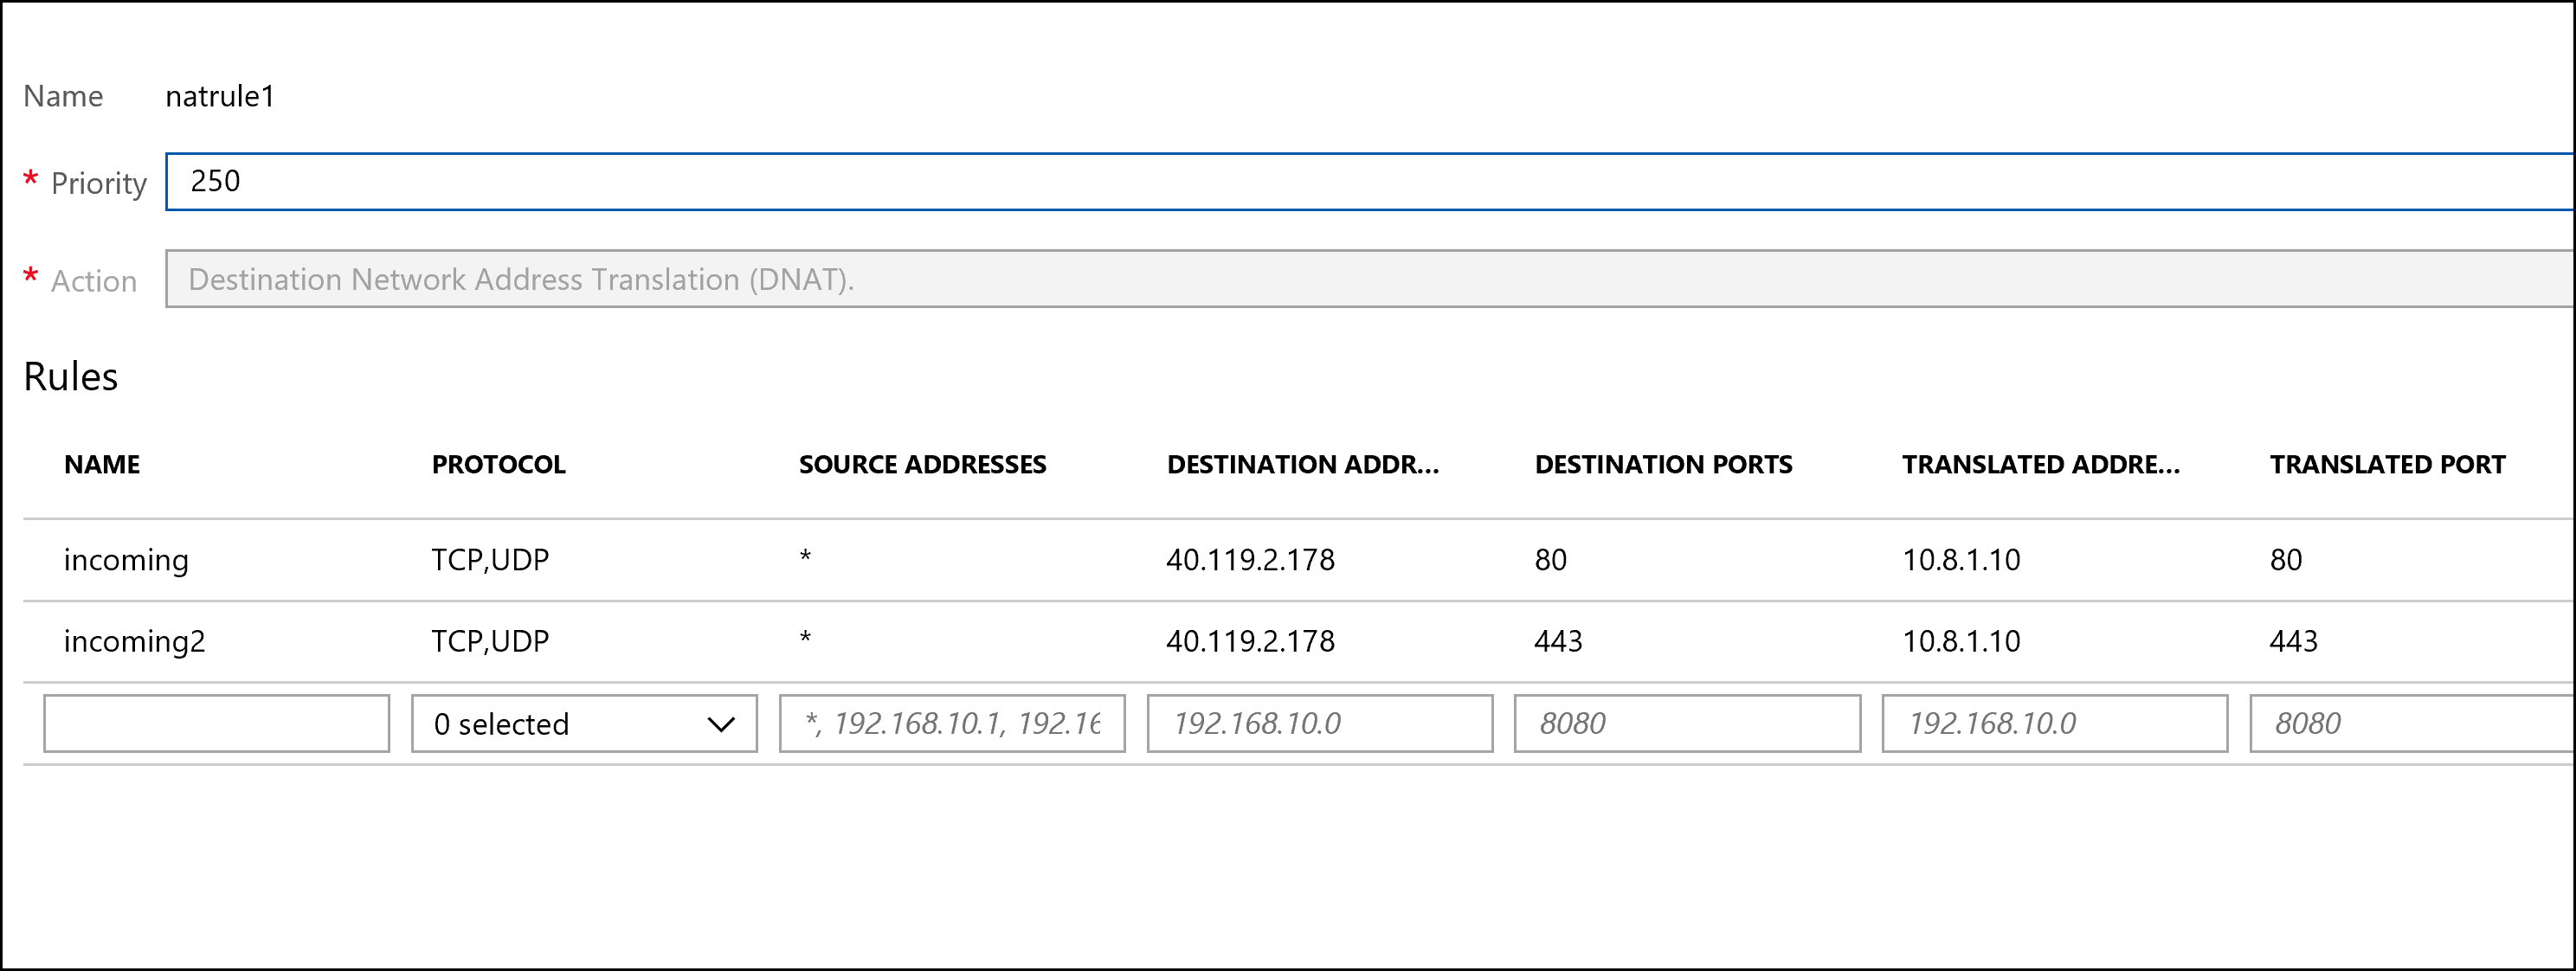 Name natrule1
* Priority 250
* Action Destination Network Address Translation (DNAT).
Rules
NAME PROTOCOL SOURCE ADDRESSES DESTINATION ADDR... DESTINATION PORTS TRANSLATED ADDRE... TRANSLATED PORT
incoming TCP,UDP * 40.119.2.178 80 10.8.1.10 80
incoming2 TCP,UDP * 40.119.2.178 443 10.8.1.10 443
0 selected *, 192.168.10.1, 192.16 192.168.10.0 8080 192.168.10.0 8080